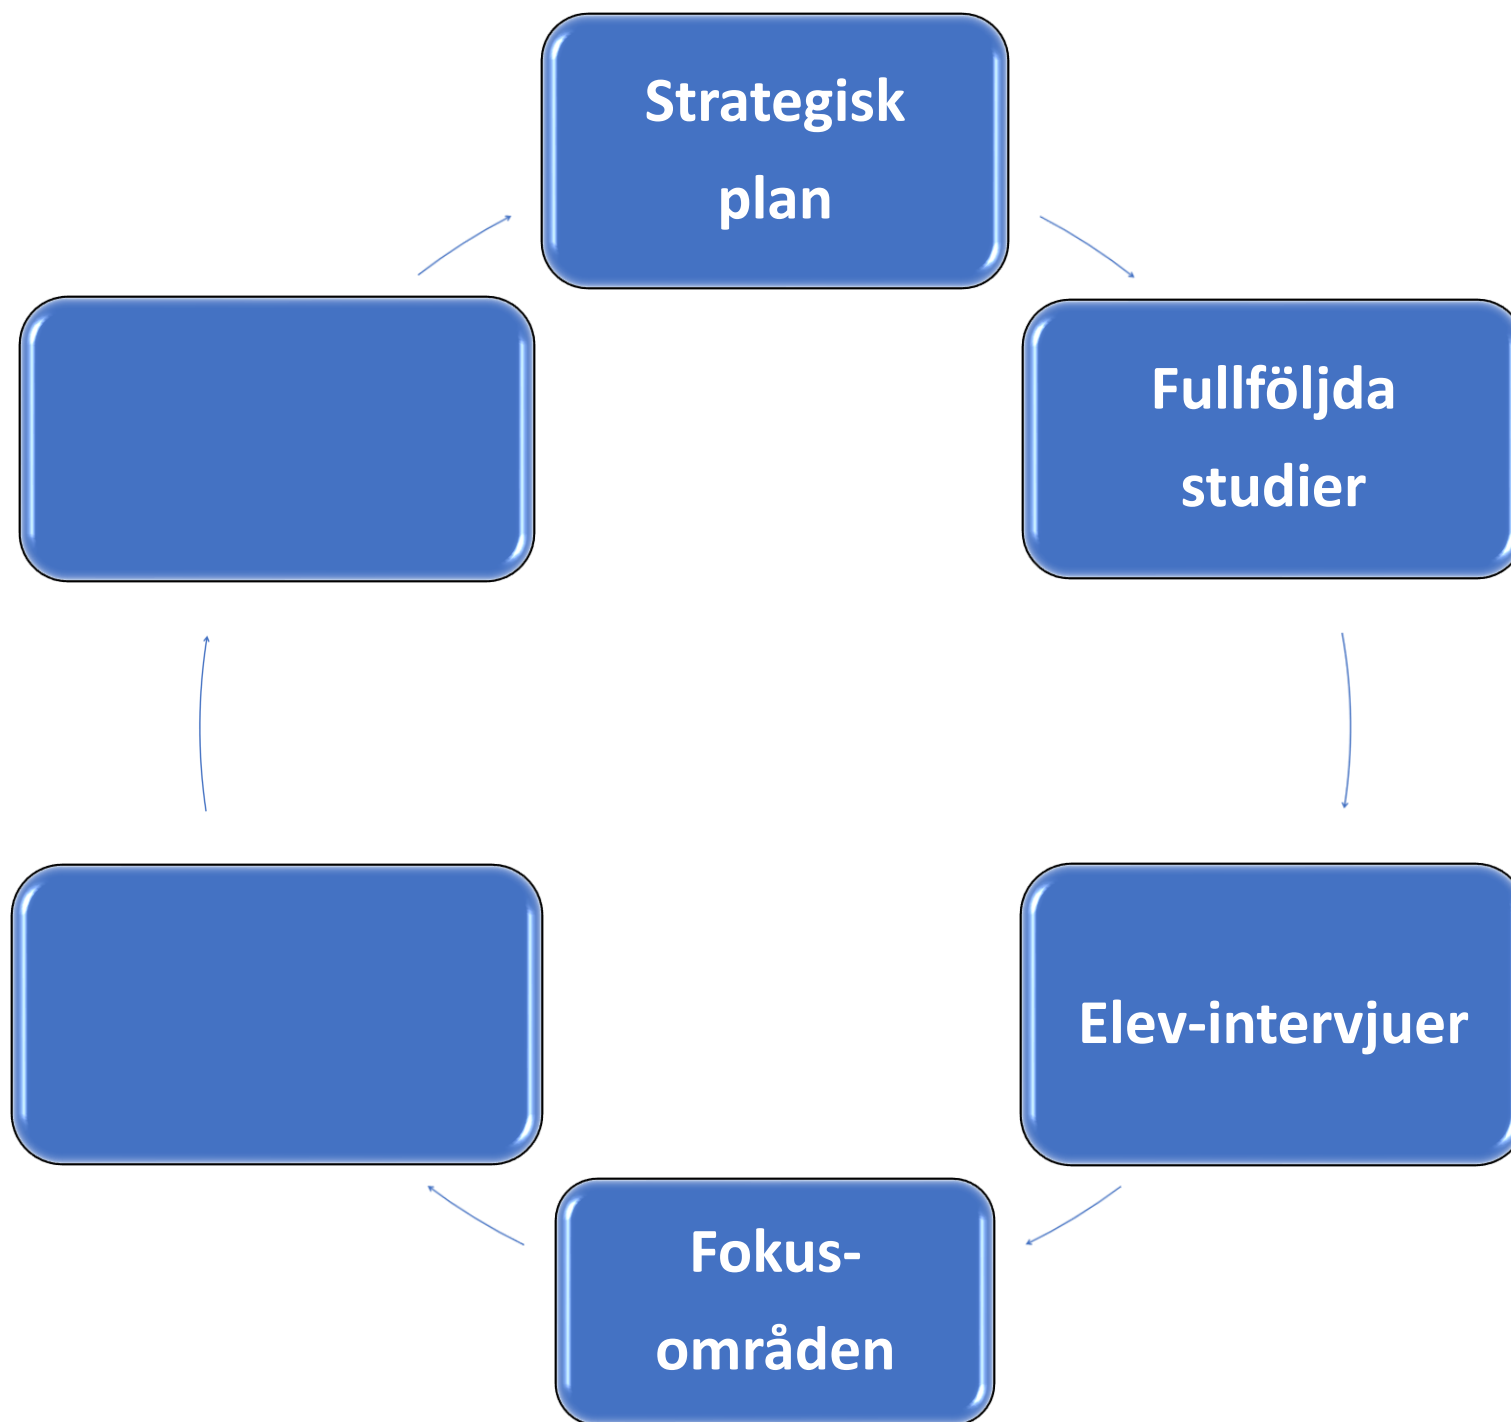 Strategisk
plan
Fullföljda
studier
Elev-intervjuer
Fokus-
områden